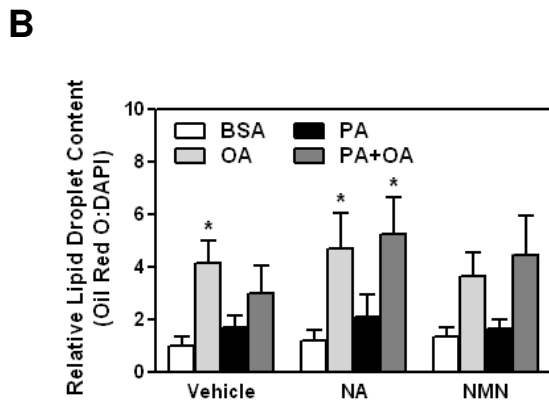 B
Relative Lipid Droplet Content
(Oil Red O:DAPI)
10
8
6
4
2
0
BSA
PA
OA
PA+OA
*
*
*
Vehicle
NA
NMN